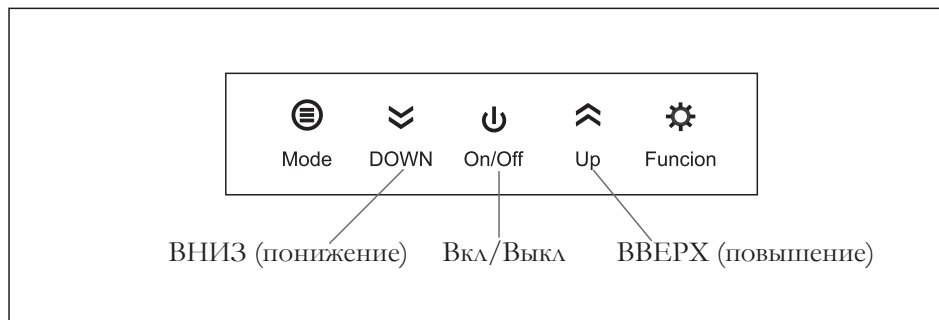 Mode DOWN On/Off Up Funcion
ВНИЗ (понижение) Вкл/Выкл ВВЕРХ (повышение)